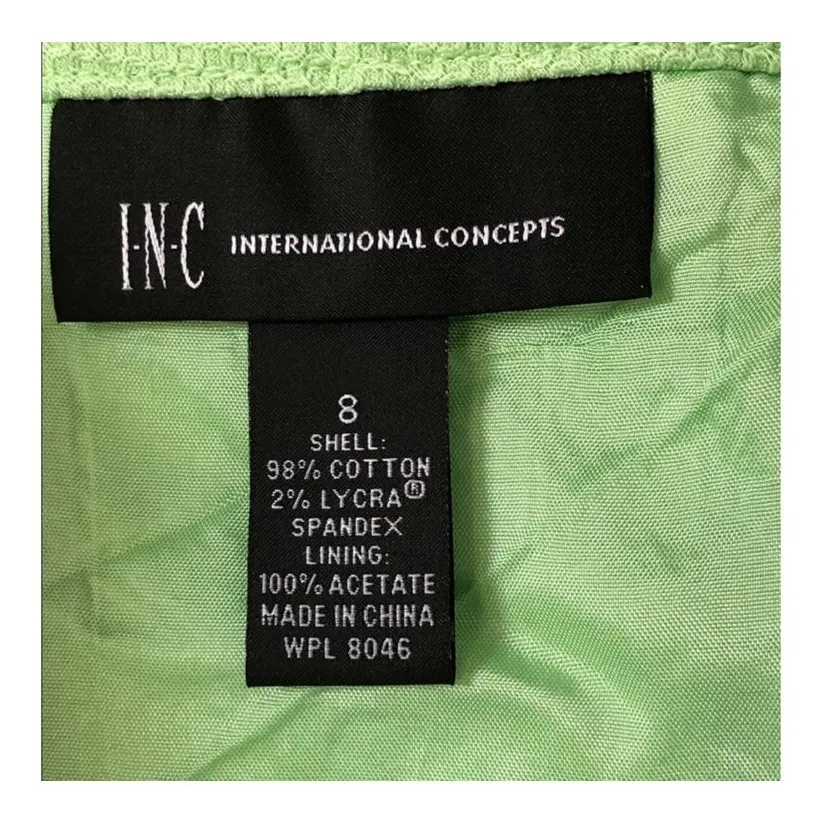 I·N·C INTERNATIONAL CONCEPTS
8
SHELL:
98% COTTON
2% LYCRA®
SPANDEX
LINING:
100% ACETATE
MADE IN CHINA
WPL 8046